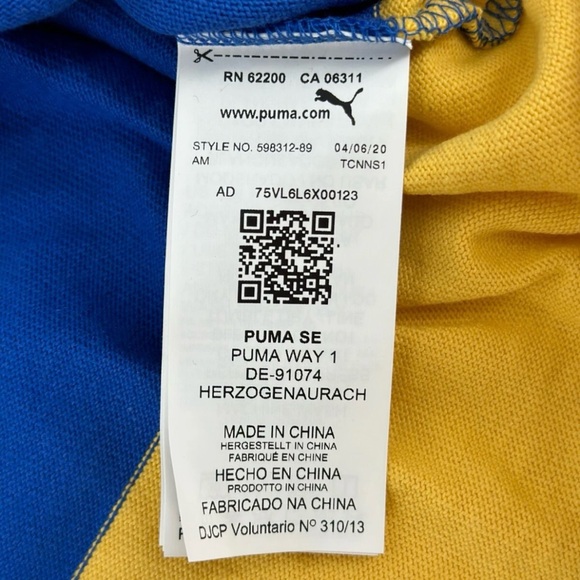 RN 62200 CA 06311
www.puma.com
STYLE NO. 598312-89 04/06/20
AM TCNNS1
AD 75VL6L6X00123
PUMA SE
PUMA WAY 1
DE-91074
HERZOGENAURACH
MADE IN CHINA
HERGESTELLT IN CHINA
FABRIQUÉ EN CHINE
HECHO EN CHINA
PRODOTTO IN CHINA
FABRICADO NA CHINA
DJCP Voluntario Nº 310/13